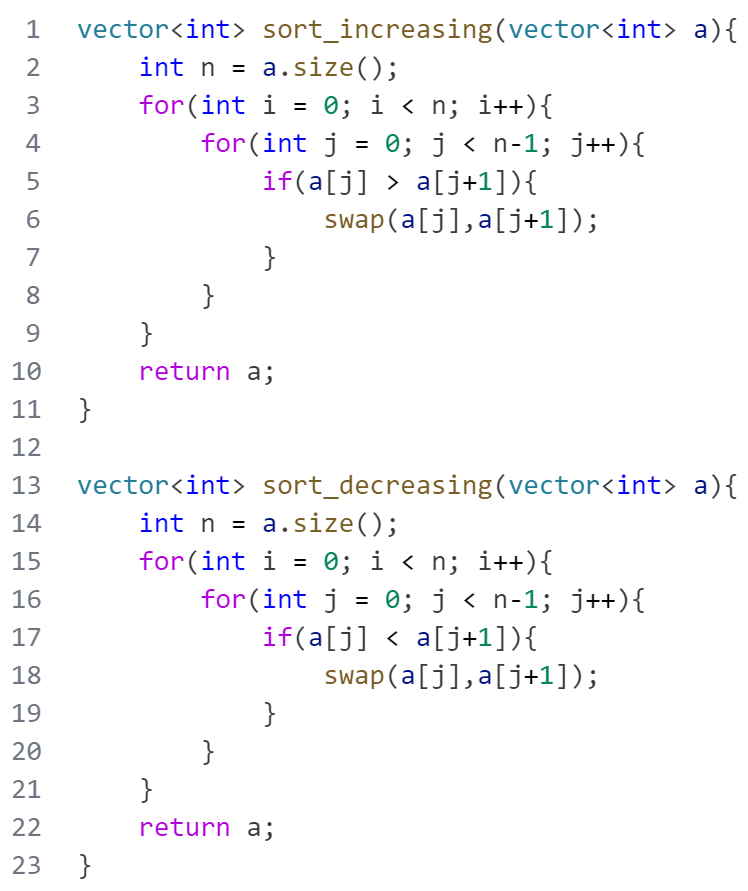 1 vector<int> sort_increasing(vector<int> a){
2     int n = a.size();
3     for(int i = 0; i < n; i++){
4         for(int j = 0; j < n-1; j++){
5             if(a[j] > a[j+1]){
6                 swap(a[j],a[j+1]);
7             }
8         }
9     }
10     return a;
11 }
12
13 vector<int> sort_decreasing(vector<int> a){
14     int n = a.size();
15     for(int i = 0; i < n; i++){
16         for(int j = 0; j < n-1; j++){
17             if(a[j] < a[j+1]){
18                 swap(a[j],a[j+1]);
19             }
20         }
21     }
22     return a;
23 }